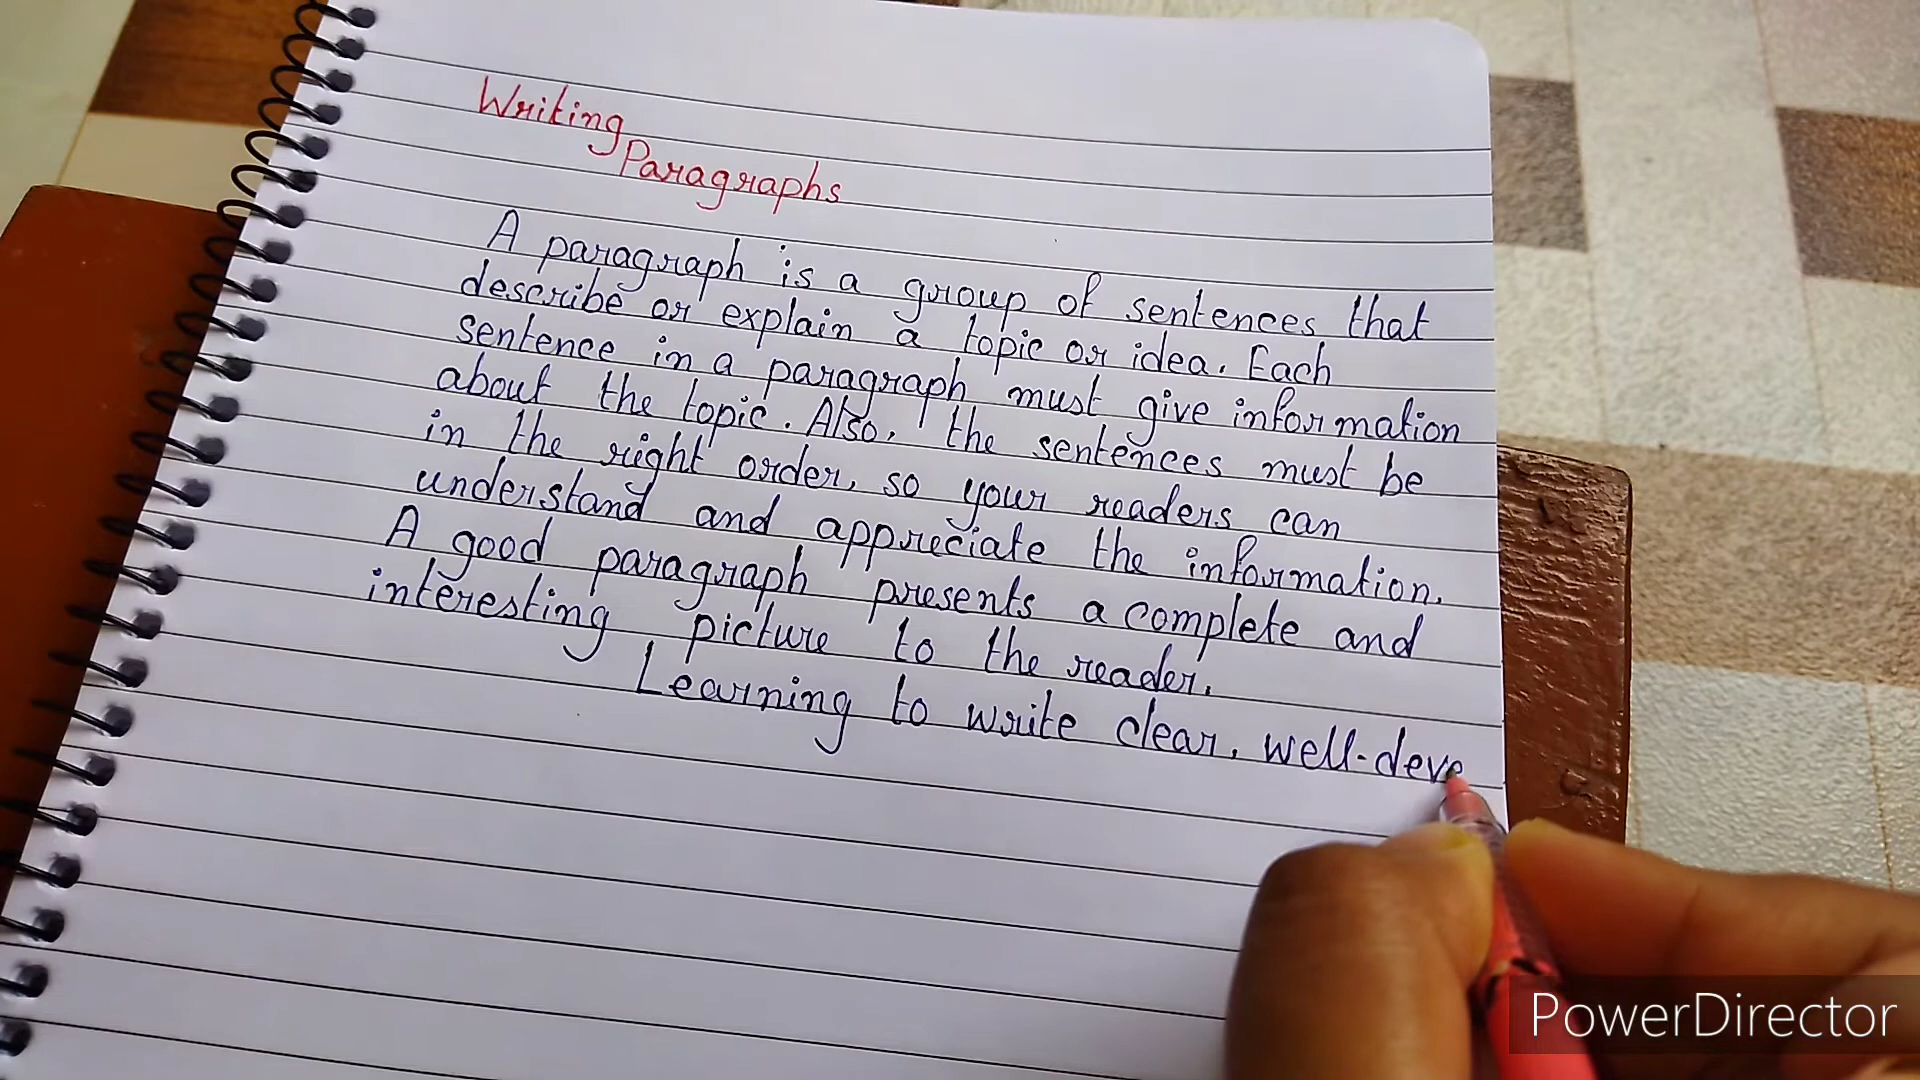 Writing
Paragraphs
A paragraph is a group of sentences that
describe or explain a topic or idea. Each
sentence in a paragraph must give information
about the topic. Also, the sentences must be
in the right order, so your readers can
understand and appreciate the information.
A good paragraph presents a complete and
interesting picture to the reader.
Learning to write clear, well-deve
PowerDirector